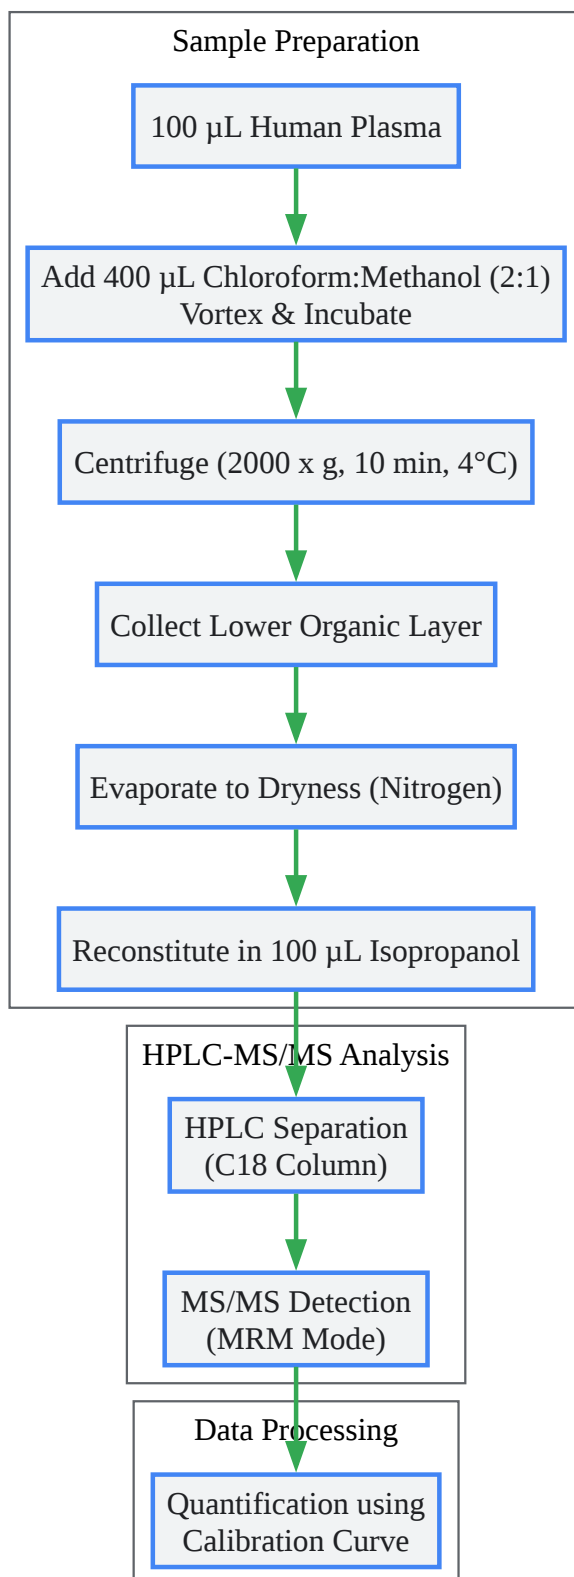 Sample Preparation
100 µL Human Plasma
Add 400 µL Chloroform:Methanol (2:1)
Vortex & Incubate
Centrifuge (2000 x g, 10 min, 4°C)
Collect Lower Organic Layer
Evaporate to Dryness (Nitrogen)
Reconstitute in 100 µL Isopropanol
HPLC-MS/MS Analysis
HPLC Separation
(C18 Column)
MS/MS Detection
(MRM Mode)
Data Processing
Quantification using
Calibration Curve